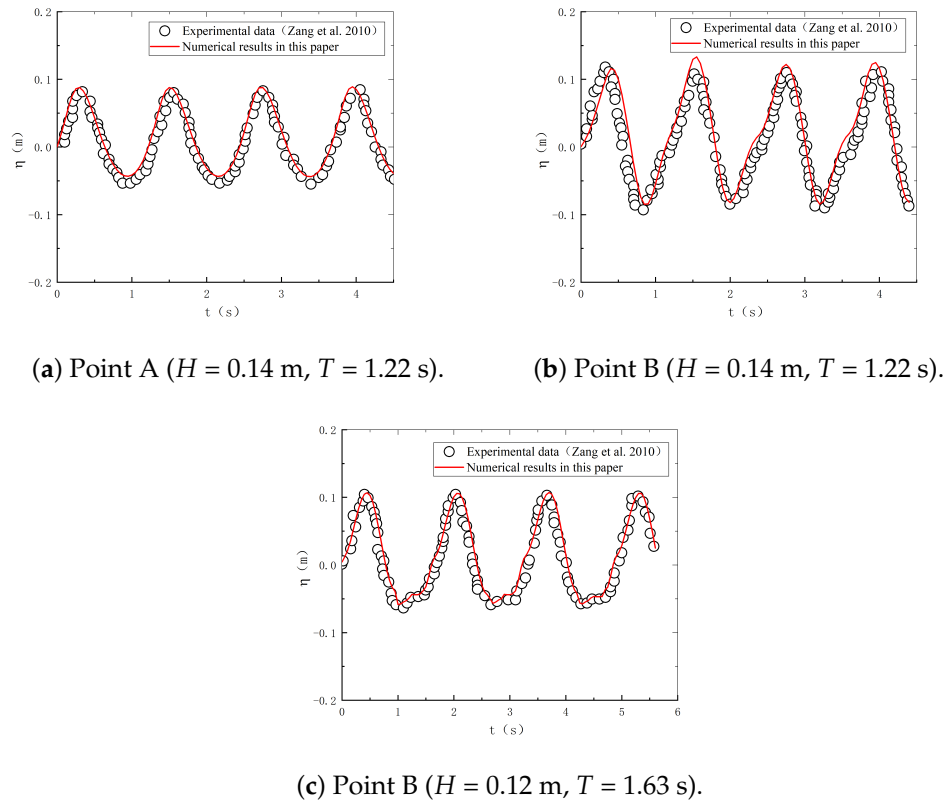 Experimental data（Zang et al. 2010）
Numerical results in this paper
0.2
0.1
0.0
-0.1
-0.2
η (m)
0 1 2 3 4
t (s)
(a) Point A (H = 0.14 m, T = 1.22 s).
Experimental data（Zang et al. 2010）
Numerical results in this paper
0.2
0.1
0.0
-0.1
-0.2
η (m)
0 1 2 3 4
t (s)
(b) Point B (H = 0.14 m, T = 1.22 s).
Experimental data（Zang et al. 2010）
Numerical results in this paper
0.2
0.1
0.0
-0.1
-0.2
η (m)
0 1 2 3 4 5 6
t (s)
(c) Point B (H = 0.12 m, T = 1.63 s).